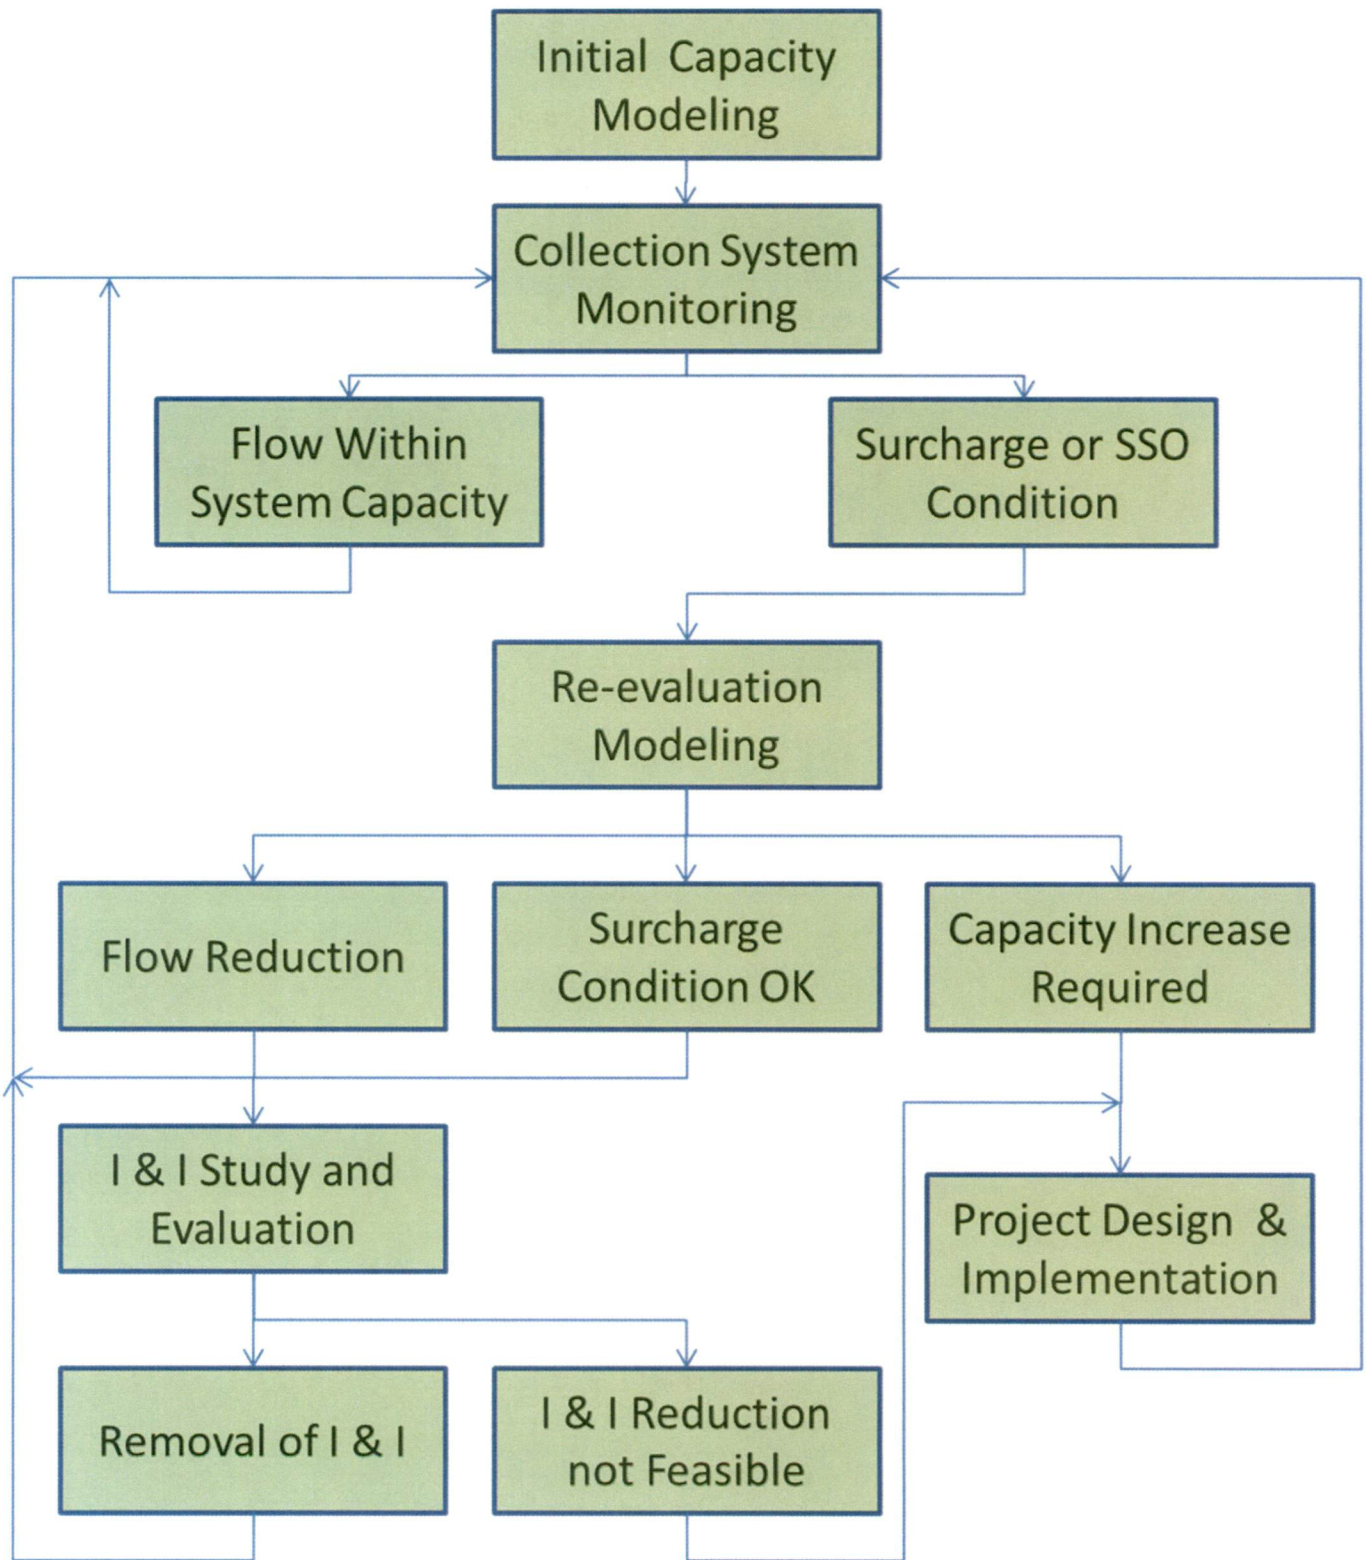 Initial Capacity
Modeling
Collection System
Monitoring
Flow Within
System Capacity
Surcharge or SSO
Condition
Re-evaluation
Modeling
Flow Reduction
Surcharge
Condition OK
Capacity Increase
Required
I & I Study and
Evaluation
Project Design &
Implementation
Removal of I & I
I & I Reduction
not Feasible